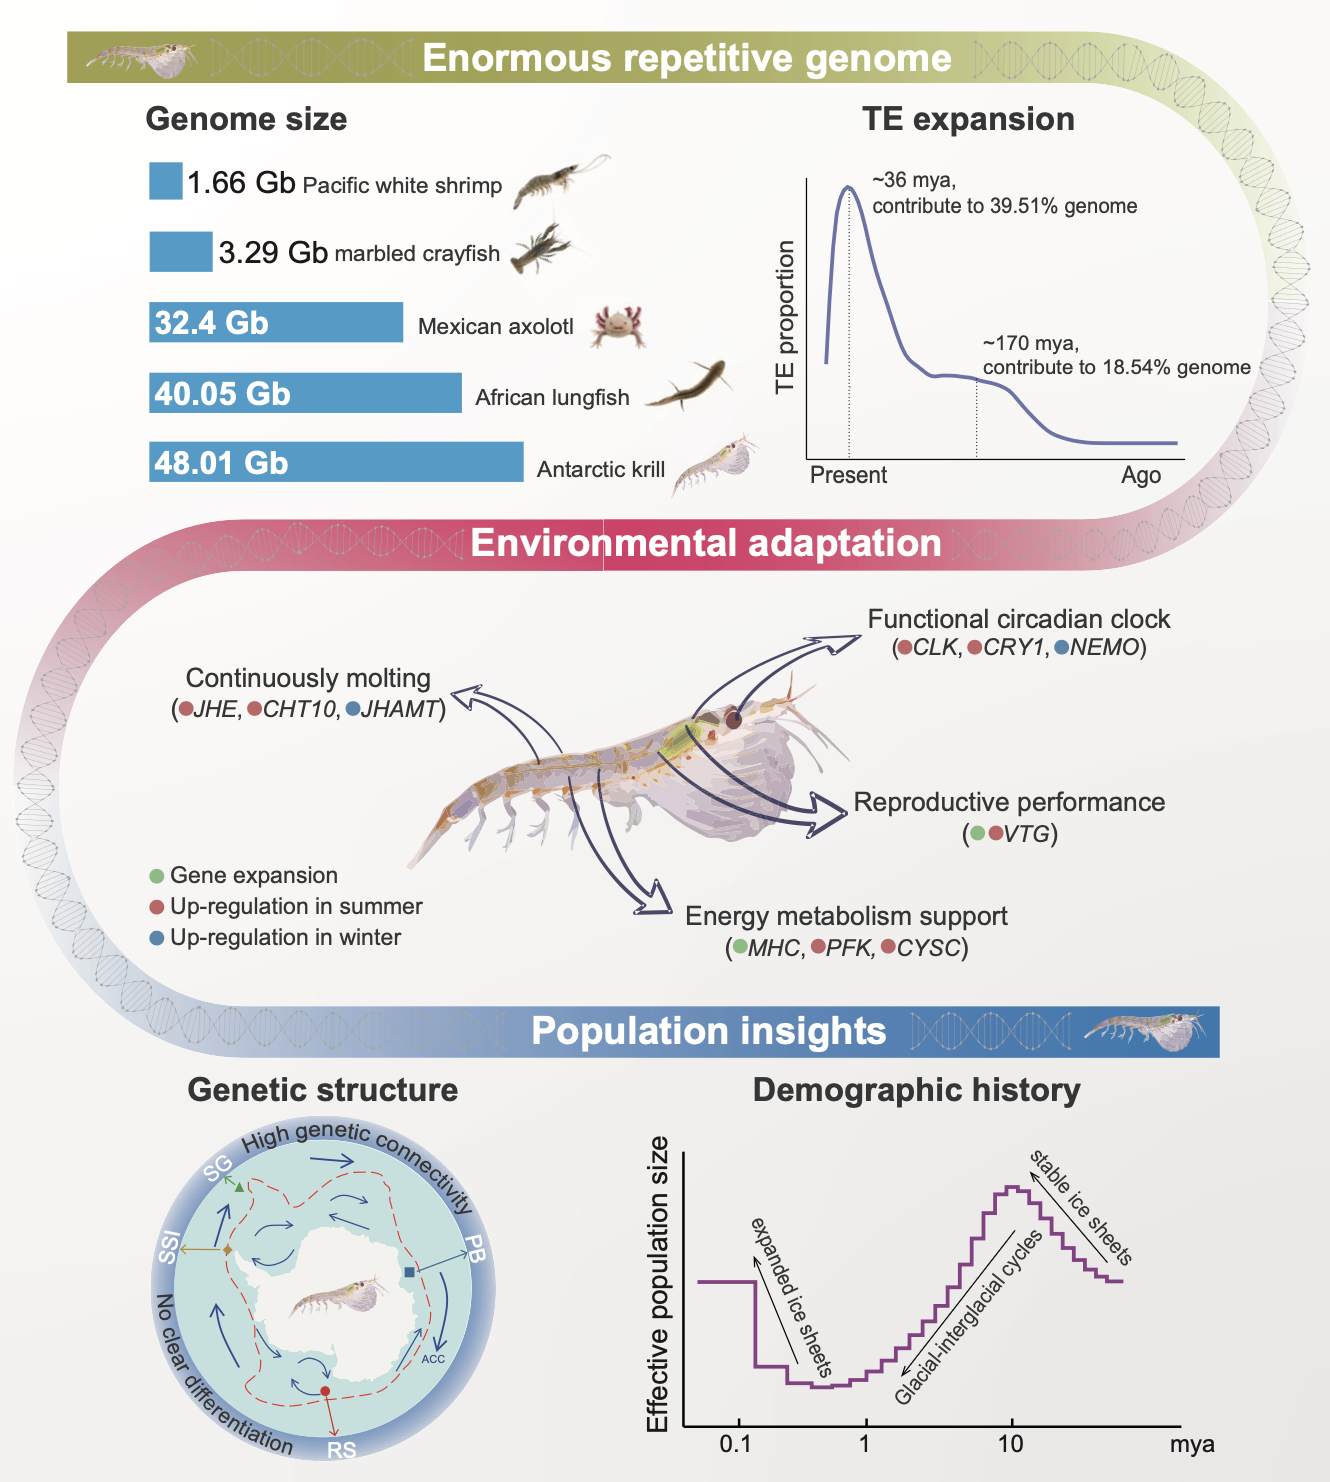 Enormous repetitive genome
Genome size
1.66 Gb Pacific white shrimp
3.29 Gb marbled crayfish
32.4 Gb Mexican axolotl
40.05 Gb African lungfish
48.01 Gb Antarctic krill
TE expansion
TE proportion
~36 mya,
contribute to 39.51% genome
~170 mya,
contribute to 18.54% genome
Present
Ago
Environmental adaptation
Functional circadian clock
(CLK, CRY1, NEMO)
Continuously molting
(JHE, CHT10, JHAMT)
Reproductive performance
(VTG)
Gene expansion
Up-regulation in summer
Up-regulation in winter
Energy metabolism support
(MHC, PFK, CYSC)
Population insights
Genetic structure
High genetic connectivity
SG
SSI
PB
ACC
No clear differentiation
RS
Demographic history
Effective population size
expanded ice sheets
Glacial-interglacial cycles
stable ice sheets
0.1
1
10
mya